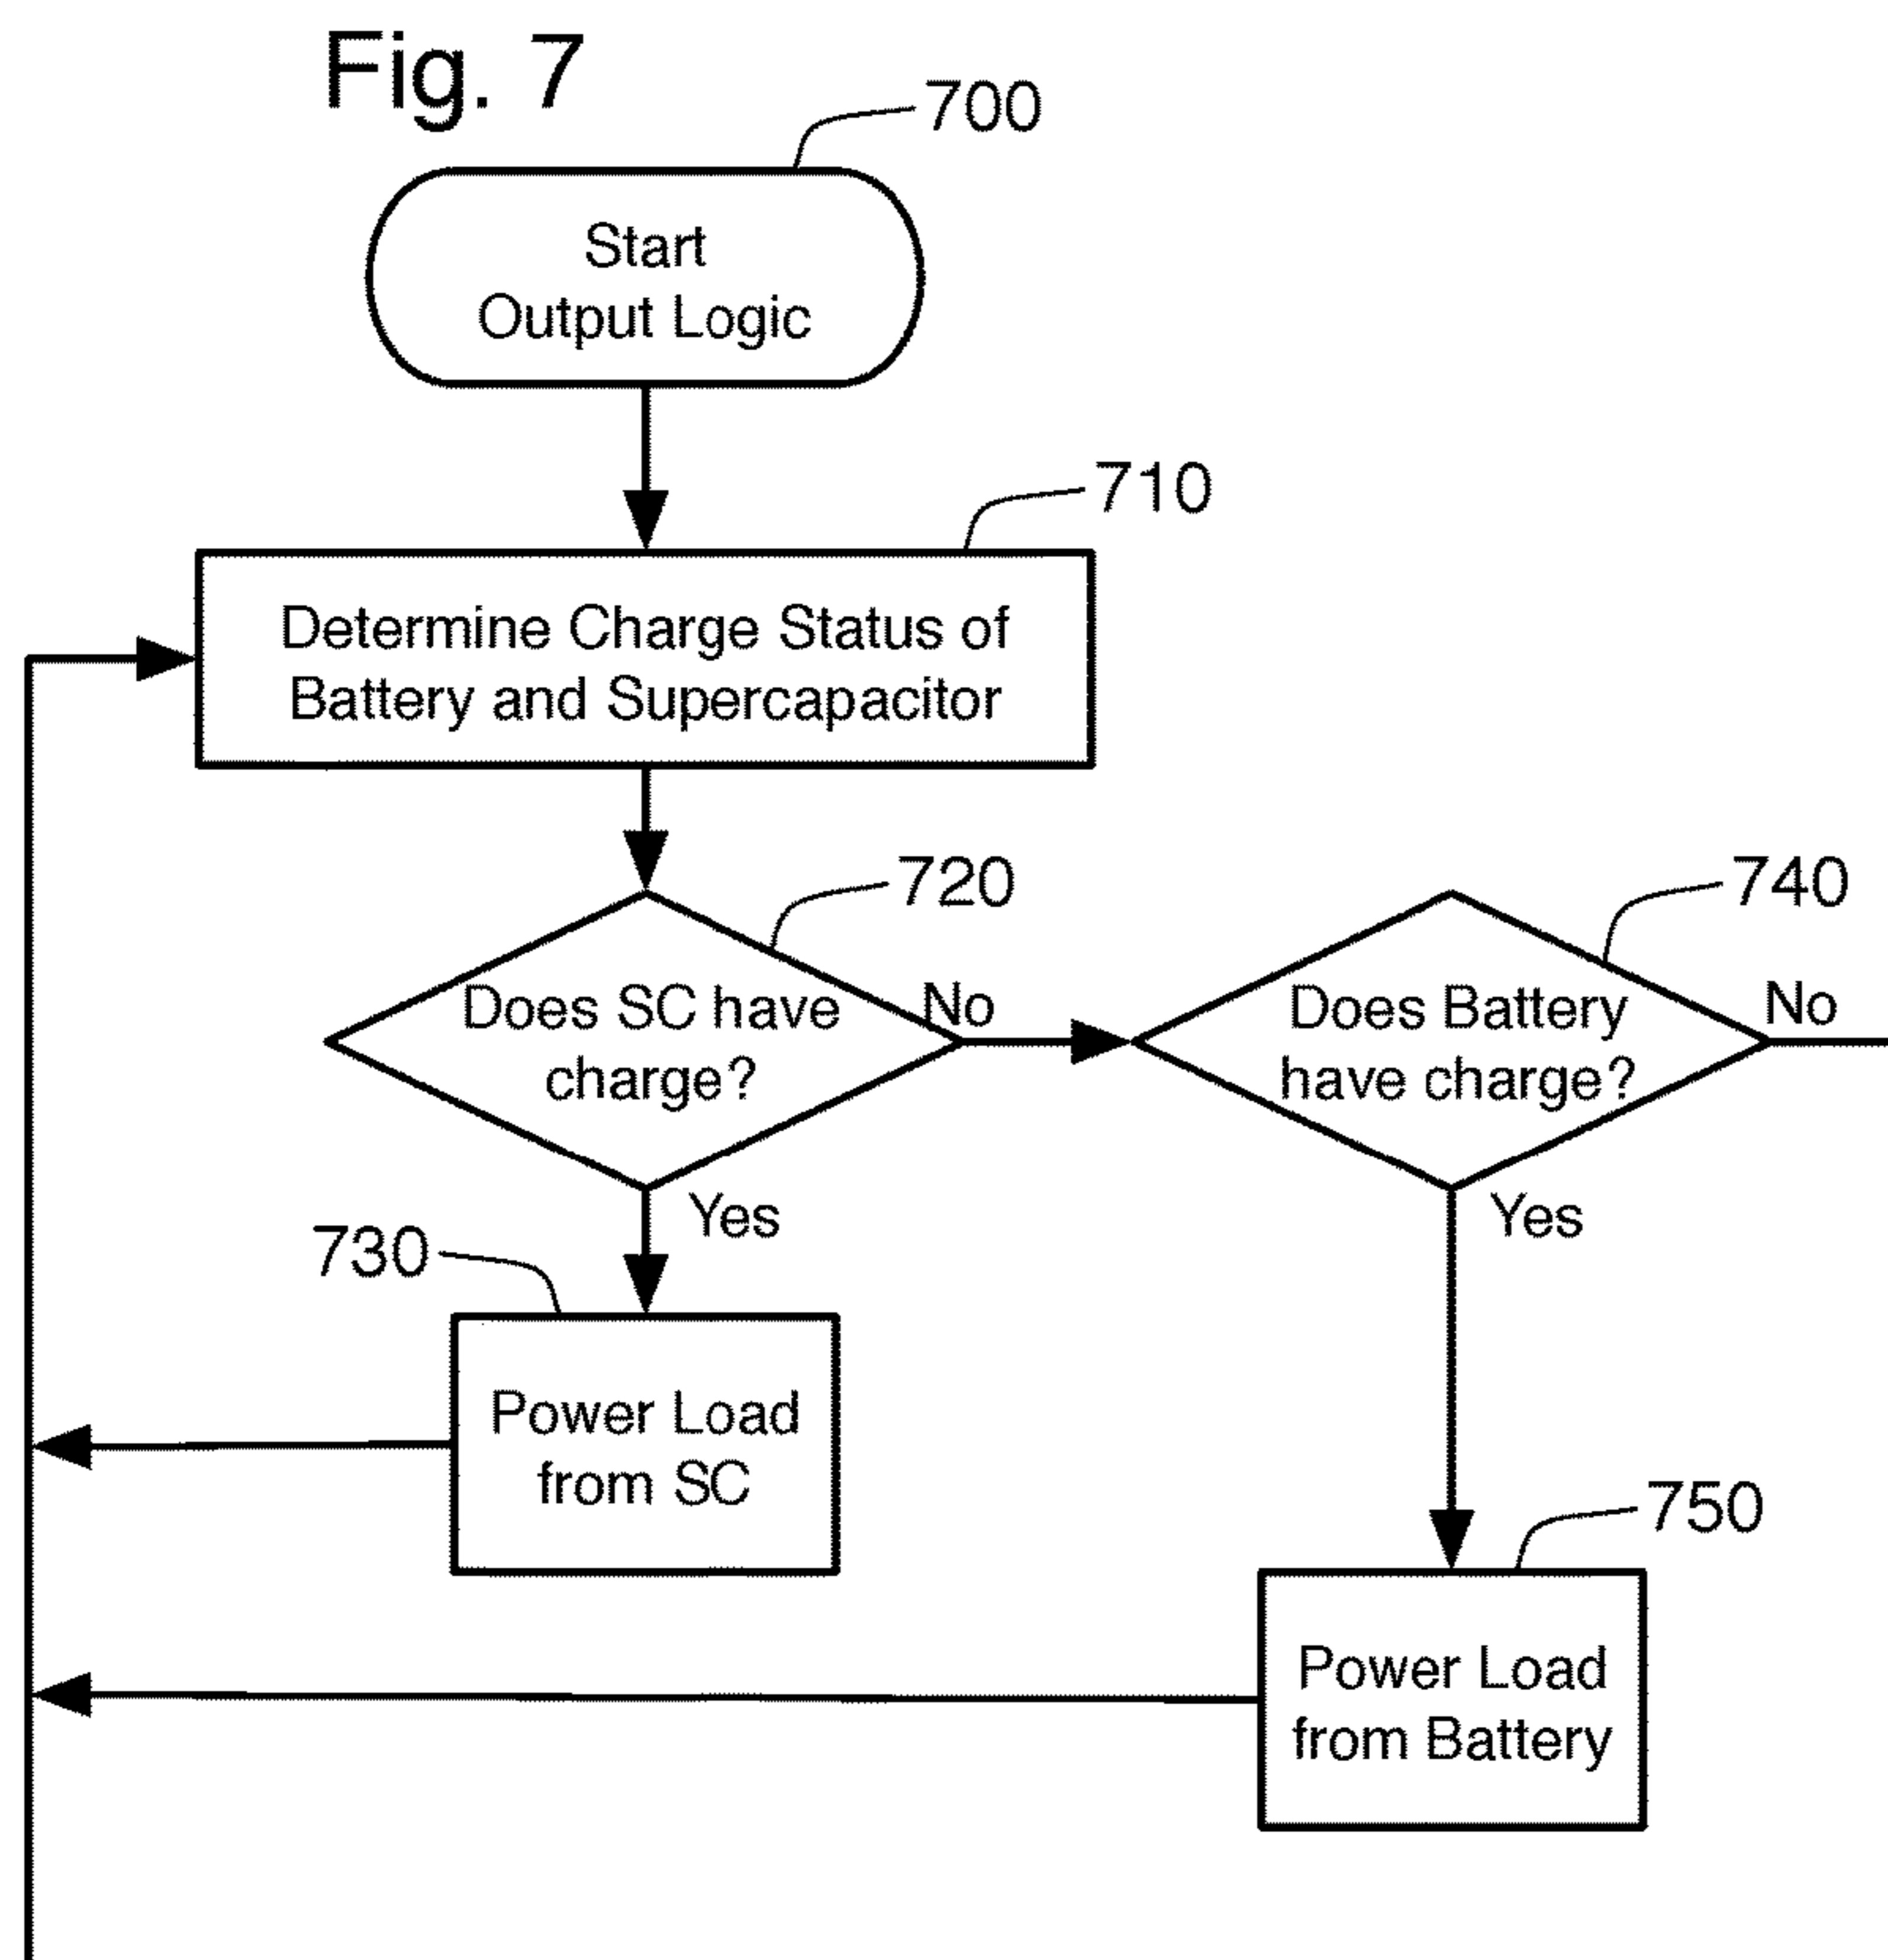 Fig. 7
700
Start
Output Logic
710
Determine Charge Status of
Battery and Supercapacitor
720
740
Does SC have
charge?
No
Does Battery
have charge?
No
Yes
Yes
730
Power Load
from SC
750
Power Load
from Battery